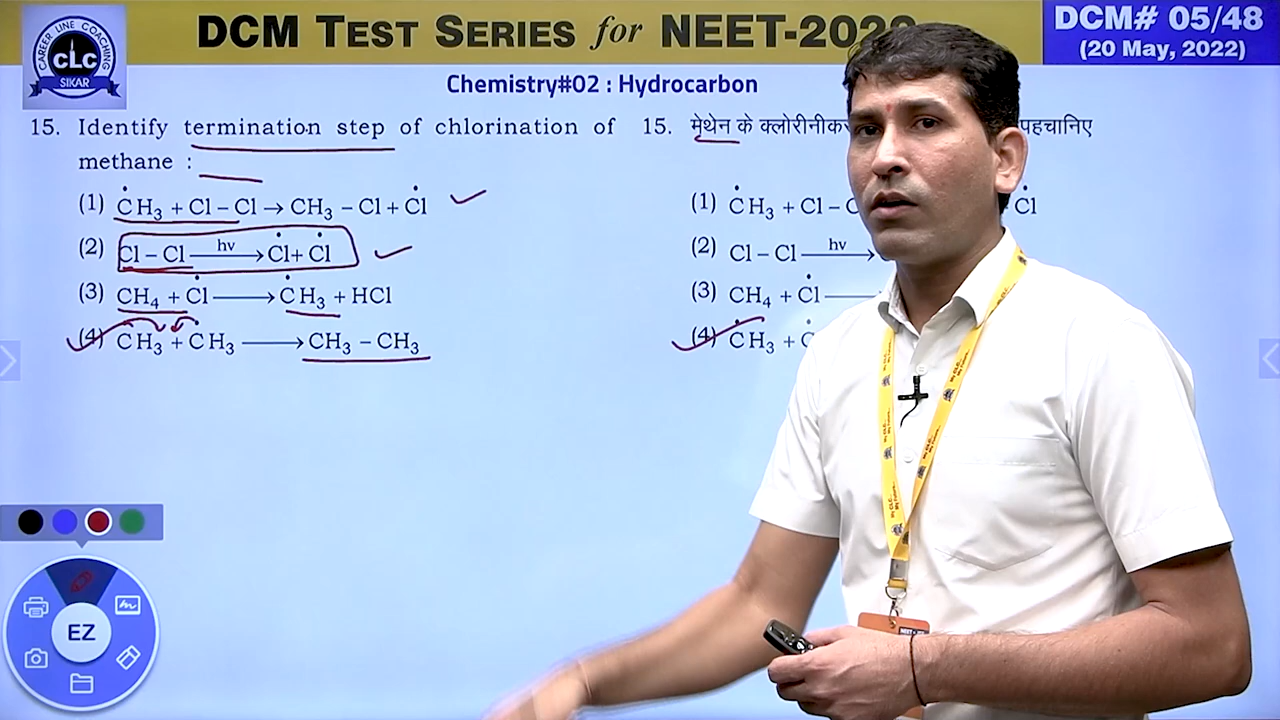 CAREER LINE COACHING
CLC
SIKAR
DCM TEST SERIES for NEET-202
DCM# 05/48
(20 May, 2022)
Chemistry#02 : Hydrocarbon
15. Identify termination step of chlorination of
methane :
(1) ĊH₃ + Cl – Cl → CH₃ – Cl + Ċl
(2) Cl – Cl —hν→ Ċl + Ċl
(3) CH₄ + Ċl ⟶ ĊH₃ + HCl
(4) ĊH₃ + ĊH₃ ⟶ CH₃ – CH₃
15. मेथेन के पहचानिए
(1) ĊH₃ + Cl – Ċl
(2) Cl – Cl —hν→
(3) CH₄ + Ċl
(4) ĊH₃ +
EZ
NEET